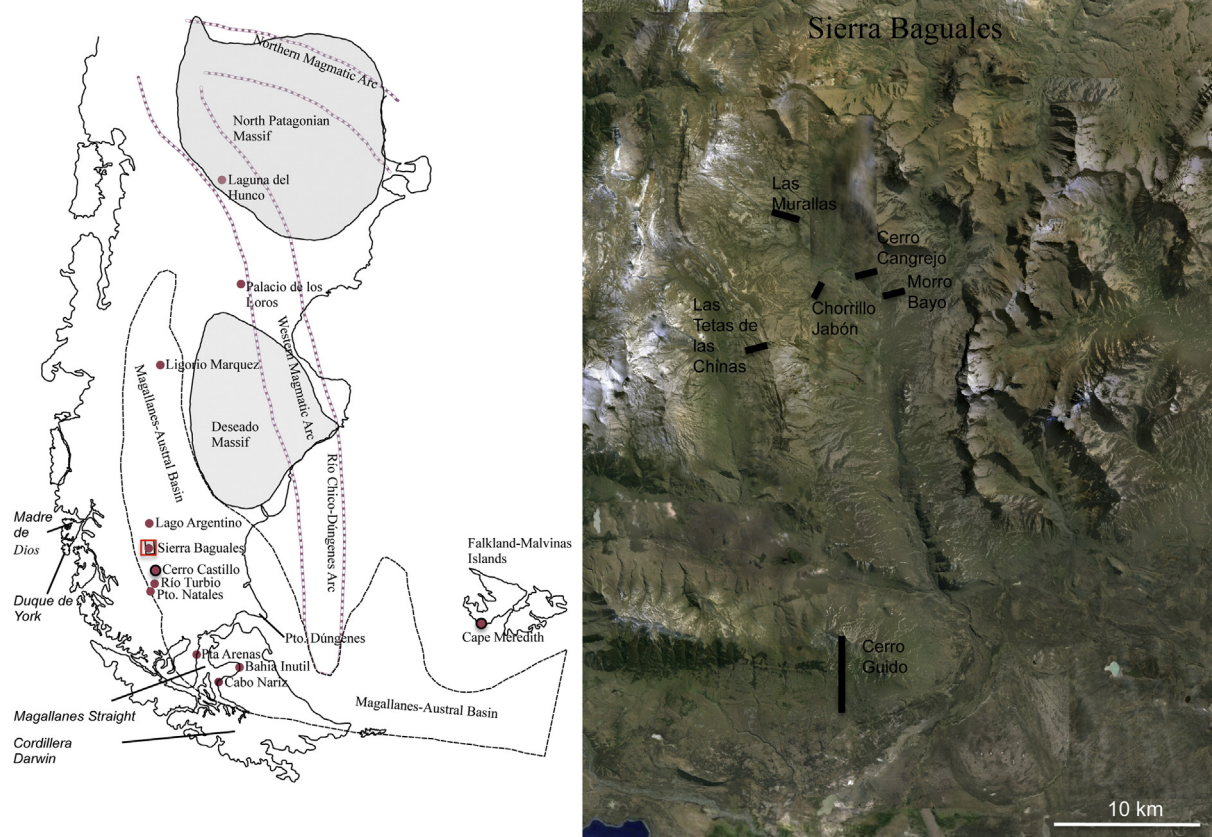 Northern Magmatic Arc
North Patagonian
Massif
Laguna del
Hunco
Palacio de los
Loros
Western Magmatic Arc
Ligorio Marquez
Magallanes-Austral Basin
Deseado
Massif
Río Chico-Dúngenes Arc
Lago Argentino
Madre
de
Dios
Sierra Baguales
Cerro Castillo
Río Turbio
Pto. Natales
Duque de
York
Falkland-Malvinas
Islands
Cape Meredith
Pto. Dúngenes
Pta Arenas
Bahia Inutil
Cabo Nariz
Magallanes Straight
Magallanes-Austral Basin
Cordillera
Darwin
Sierra Baguales
Las
Murallas
Cerro
Cangrejo
Morro
Bayo
Chorrillo
Jabón
Las
Tetas de
las
Chinas
Cerro
Guido
10 km